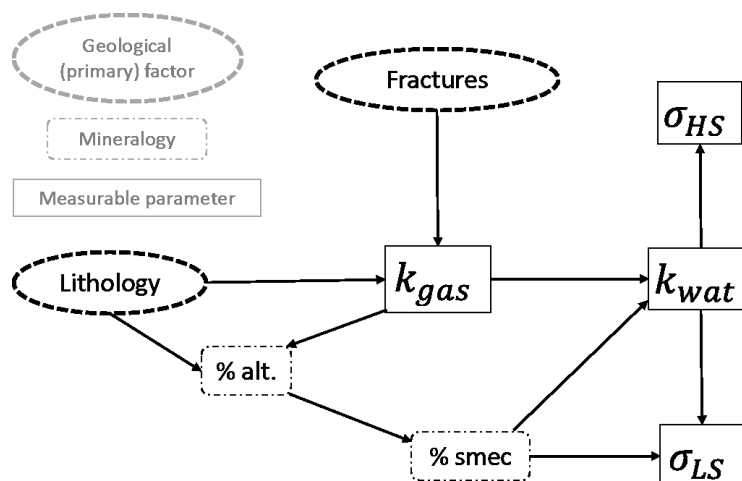 Geological
(primary) factor
Fractures
σ_HS
Mineralogy
Measurable parameter
Lithology
k_gas
k_wat
% alt.
% smec
σ_LS